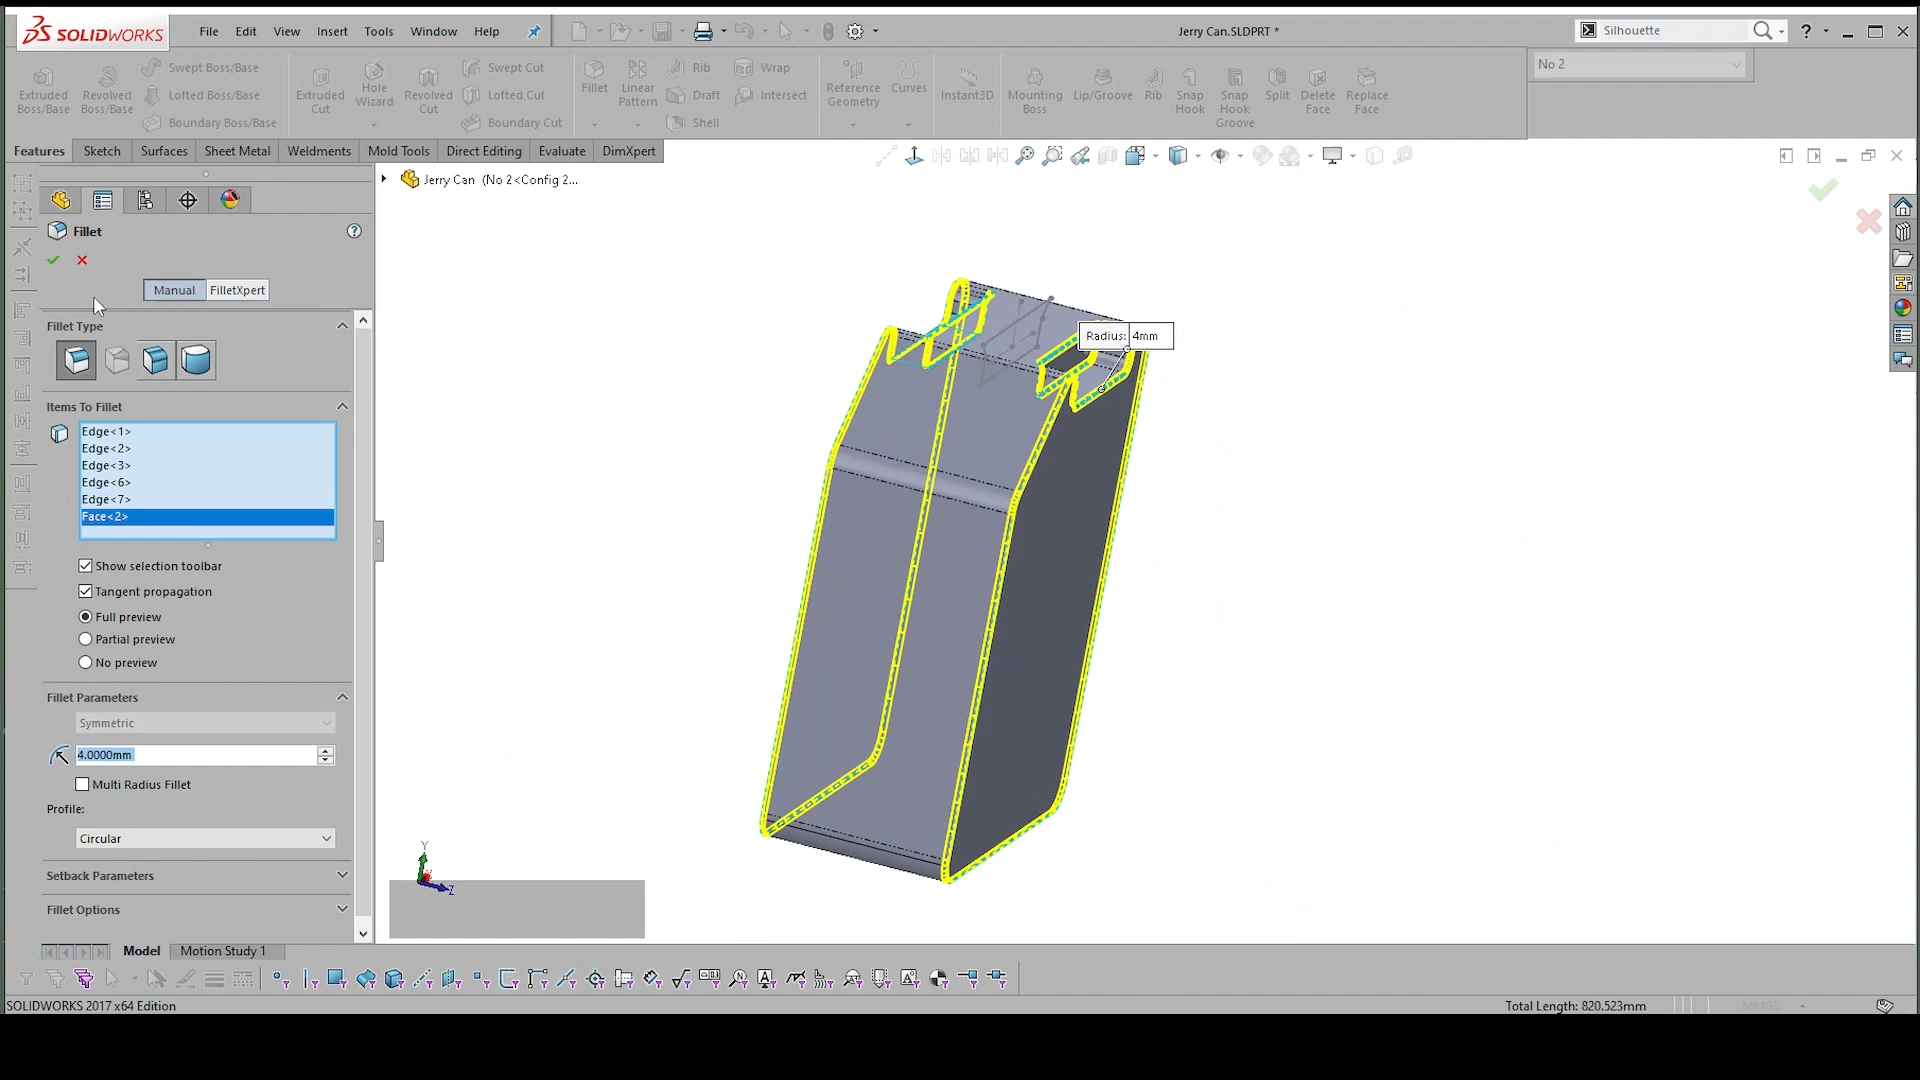 SOLIDWORKS
File Edit View Insert Tools Window Help
Jerry Can.SLDPRT *
Silhouette
No 2
Extruded Boss/Base
Revolved Boss/Base
Swept Boss/Base
Lofted Boss/Base
Boundary Boss/Base
Extruded Cut
Hole Wizard
Revolved Cut
Swept Cut
Lofted Cut
Boundary Cut
Fillet
Linear Pattern
Rib
Draft
Shell
Wrap
Intersect
Reference Geometry
Curves
Instant3D
Mounting Boss
Lip/Groove
Rib
Snap Hook
Snap Hook Groove
Split
Delete Face
Replace Face
Features Sketch Surfaces Sheet Metal Weldments Mold Tools Direct Editing Evaluate DimXpert
Jerry Can (No 2<Config 2...
Fillet
Manual FilletXpert
Fillet Type
Items To Fillet
Edge<1>
Edge<2>
Edge<3>
Edge<6>
Edge<7>
Face<2>
Show selection toolbar
Tangent propagation
Full preview
Partial preview
No preview
Fillet Parameters
Symmetric
4.0000mm
Multi Radius Fillet
Profile:
Circular
Setback Parameters
Fillet Options
Radius: 4mm
Y
Z
Model Motion Study 1
SOLIDWORKS 2017 x64 Edition
Total Length: 820.523mm
MMGS